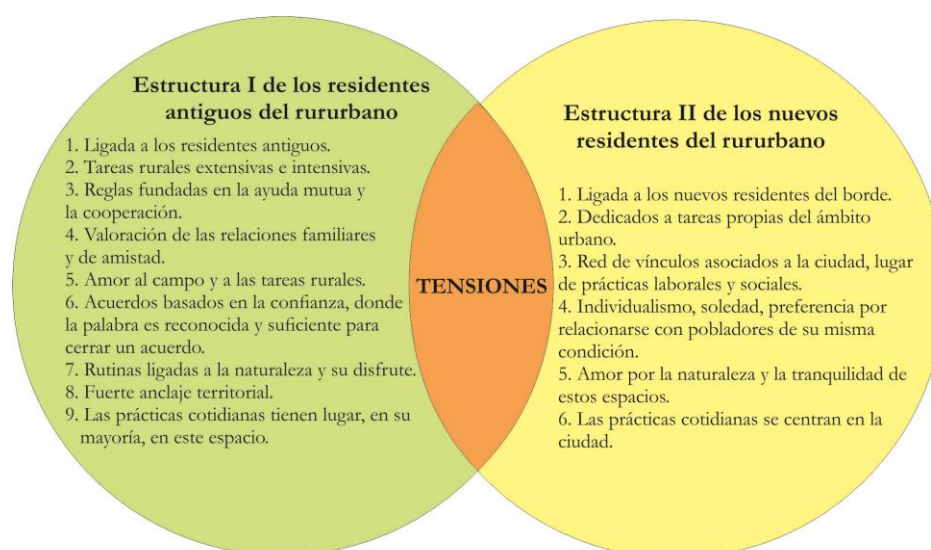 Estructura I de los residentes
antiguos del rururbano
1. Ligada a los residentes antiguos.
2. Tareas rurales extensivas e intensivas.
3. Reglas fundadas en la ayuda mutua y
la cooperación.
4. Valoración de las relaciones familiares
y de amistad.
5. Amor al campo y a las tareas rurales.
6. Acuerdos basados en la confianza, donde
la palabra es reconocida y suficiente para
cerrar un acuerdo.
7. Rutinas ligadas a la naturaleza y su disfrute.
8. Fuerte anclaje territorial.
9. Las prácticas cotidianas tienen lugar, en su
mayoría, en este espacio.
TENSIONES
Estructura II de los nuevos
residentes del rururbano
1. Ligada a los nuevos residentes del borde.
2. Dedicados a tareas propias del ámbito
urbano.
3. Red de vínculos asociados a la ciudad, lugar
de prácticas laborales y sociales.
4. Individualismo, soledad, preferencia por
relacionarse con pobladores de su misma
condición.
5. Amor por la naturaleza y la tranquilidad de
estos espacios.
6. Las prácticas cotidianas se centran en la
ciudad.